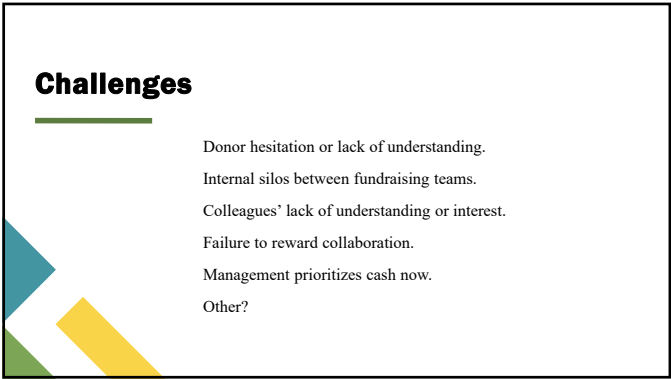 Challenges
Donor hesitation or lack of understanding.
Internal silos between fundraising teams.
Colleagues’ lack of understanding or interest.
Failure to reward collaboration.
Management prioritizes cash now.
Other?